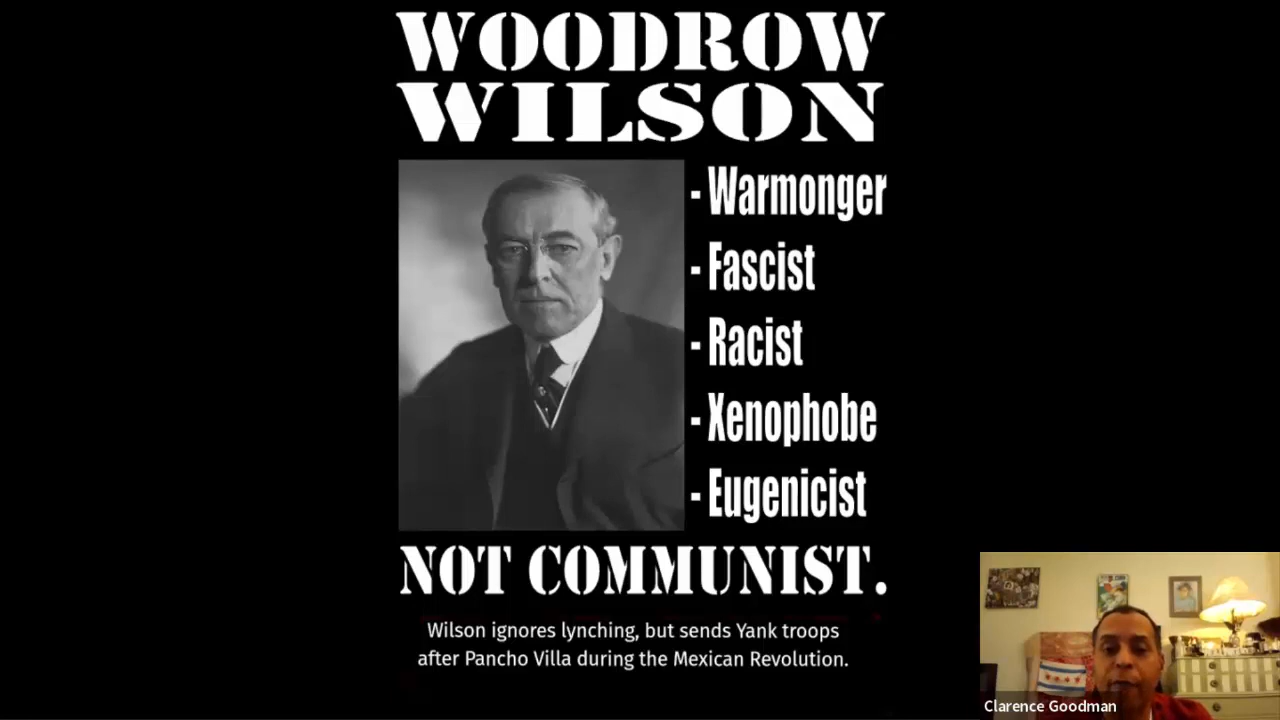 WOODROW
WILSON
- Warmonger
- Fascist
- Racist
- Xenophobe
- Eugenicist
NOT COMMUNIST.
Wilson ignores lynching, but sends Yank troops
after Pancho Villa during the Mexican Revolution.
Clarence Goodman